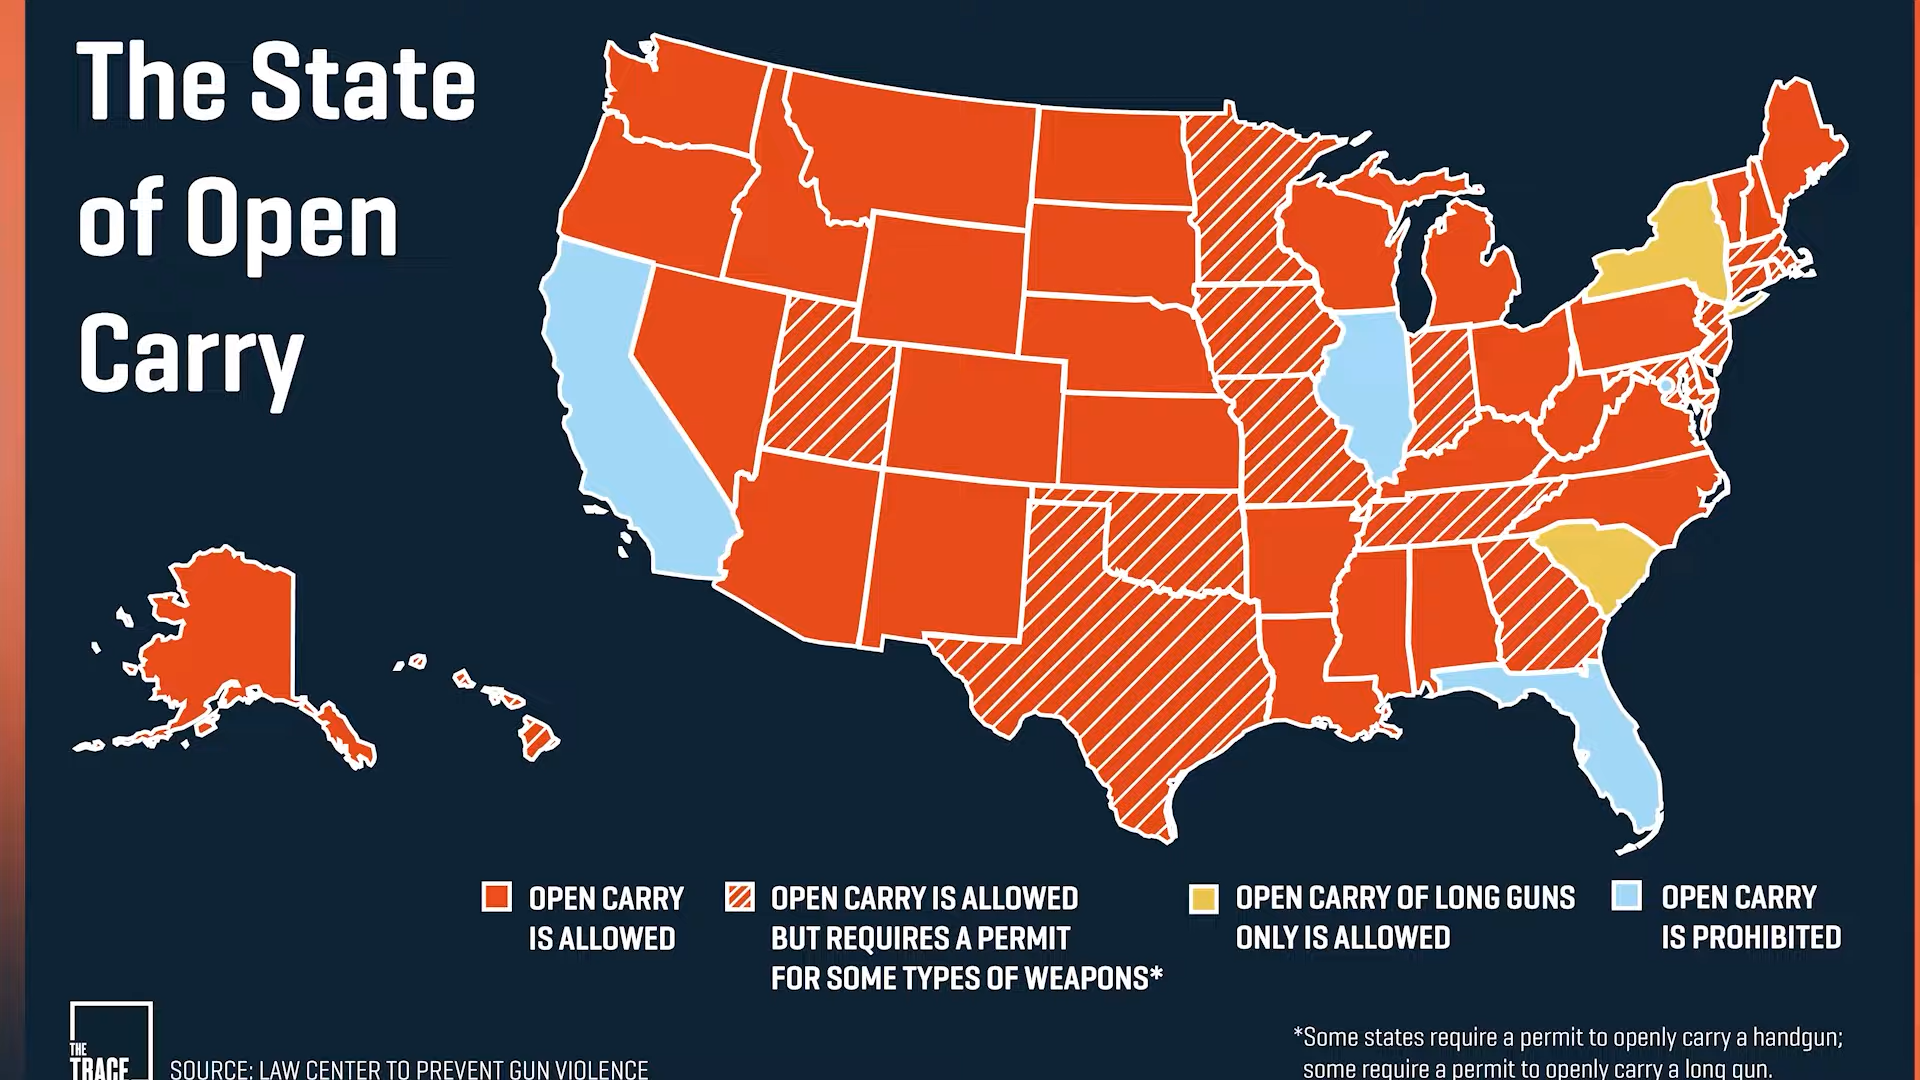 The State
of Open
Carry
OPEN CARRY
IS ALLOWED
OPEN CARRY IS ALLOWED
BUT REQUIRES A PERMIT
FOR SOME TYPES OF WEAPONS*
OPEN CARRY OF LONG GUNS
ONLY IS ALLOWED
OPEN CARRY
IS PROHIBITED
THE
TRACE
SOURCE: LAW CENTER TO PREVENT GUN VIOLENCE
*Some states require a permit to openly carry a handgun;
some require a permit to openly carry a long gun.